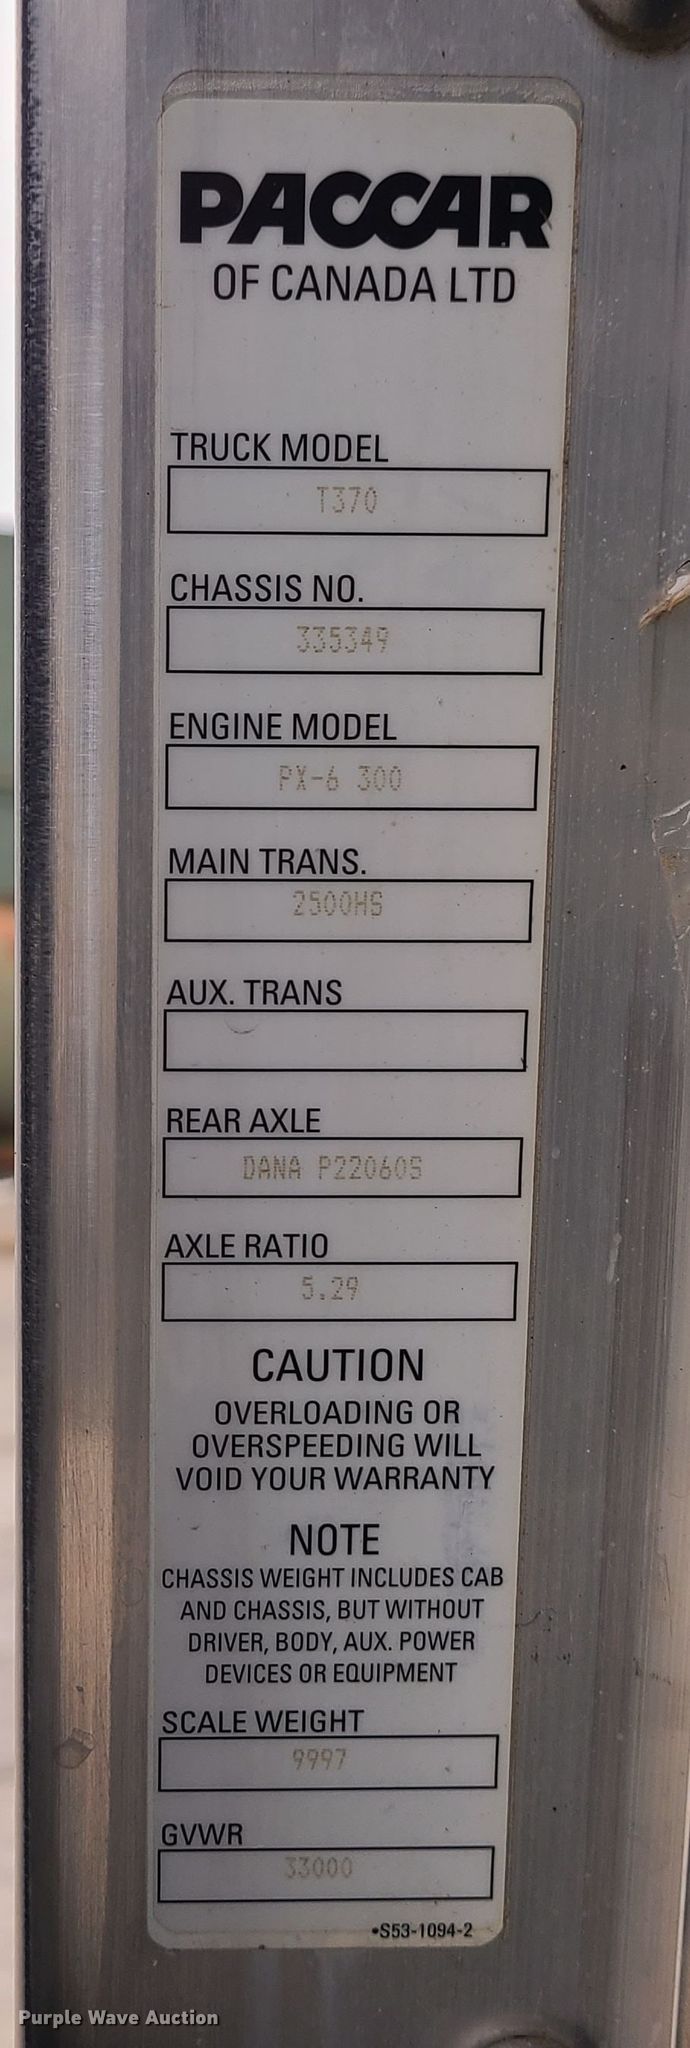 PACCAR
OF CANADA LTD
TRUCK MODEL
T370
CHASSIS NO.
335349
ENGINE MODEL
PX-6 300
MAIN TRANS.
2500HS
AUX. TRANS
REAR AXLE
DANA P22060S
AXLE RATIO
5.29
CAUTION
OVERLOADING OR
OVERSPEEDING WILL
VOID YOUR WARRANTY
NOTE
CHASSIS WEIGHT INCLUDES CAB
AND CHASSIS, BUT WITHOUT
DRIVER, BODY, AUX. POWER
DEVICES OR EQUIPMENT
SCALE WEIGHT
9997
GVWR
33000
•S53-1094-2
Purple Wave Auction